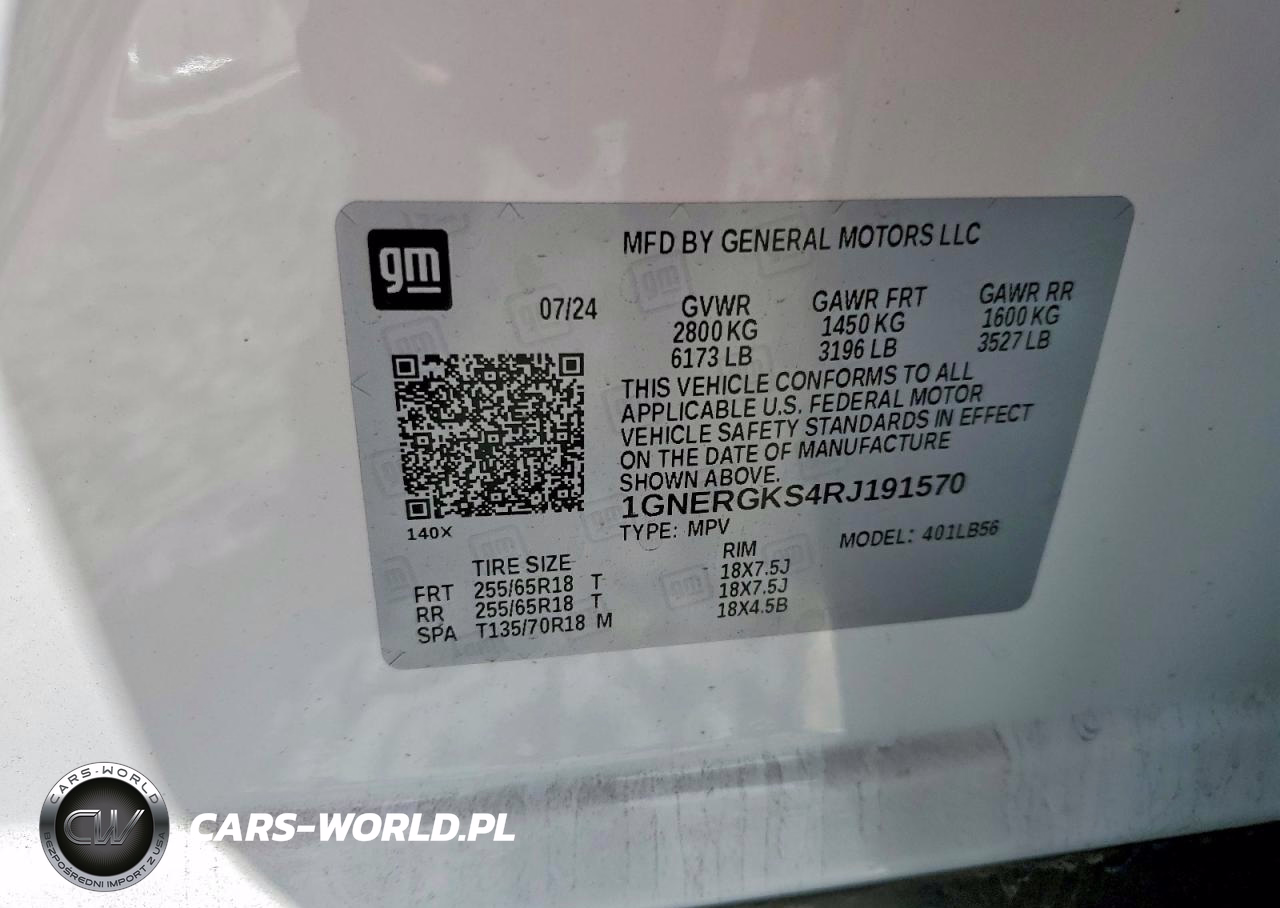 gm
MFD BY GENERAL MOTORS LLC
07/24
GVWR GAWR FRT GAWR RR
2800 KG 1450 KG 1600 KG
6173 LB 3196 LB 3527 LB
THIS VEHICLE CONFORMS TO ALL
APPLICABLE U.S. FEDERAL MOTOR
VEHICLE SAFETY STANDARDS IN EFFECT
ON THE DATE OF MANUFACTURE
SHOWN ABOVE.
1GNERGKS4RJ191570
140X
TYPE: MPV MODEL: 401LB56
TIRE SIZE RIM
FRT 255/65R18 T 18X7.5J
RR 255/65R18 T 18X7.5J
SPA T135/70R18 M 18X4.5B
CARS-WORLD
CW
BEZPOŚREDNI IMPORT Z USA
CARS-WORLD.PL